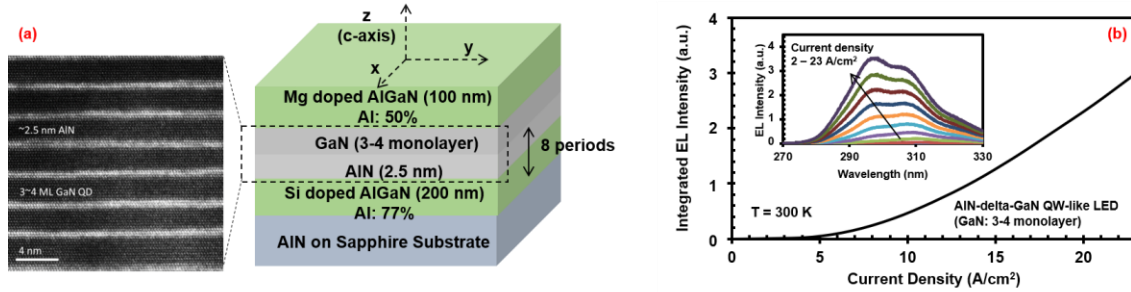 (a)
~2.5 nm AlN
3~4 ML GaN QD
4 nm
z
(c-axis)
y
x
Mg doped AlGaN (100 nm)
Al: 50%
GaN (3-4 monolayer)
AlN (2.5 nm)
8 periods
Si doped AlGaN (200 nm)
Al: 77%
AlN on Sapphire Substrate
(b)
Integrated EL Intensity (a.u.)
4
3
2
1
0
0
5
10
15
20
Current Density (A/cm²)
EL Intensity (a.u.)
4
3
2
1
0
270
290
310
330
Wavelength (nm)
Current density
2 – 23 A/cm²
T = 300 K
AlN-delta-GaN QW-like LED
(GaN: 3-4 monolayer)